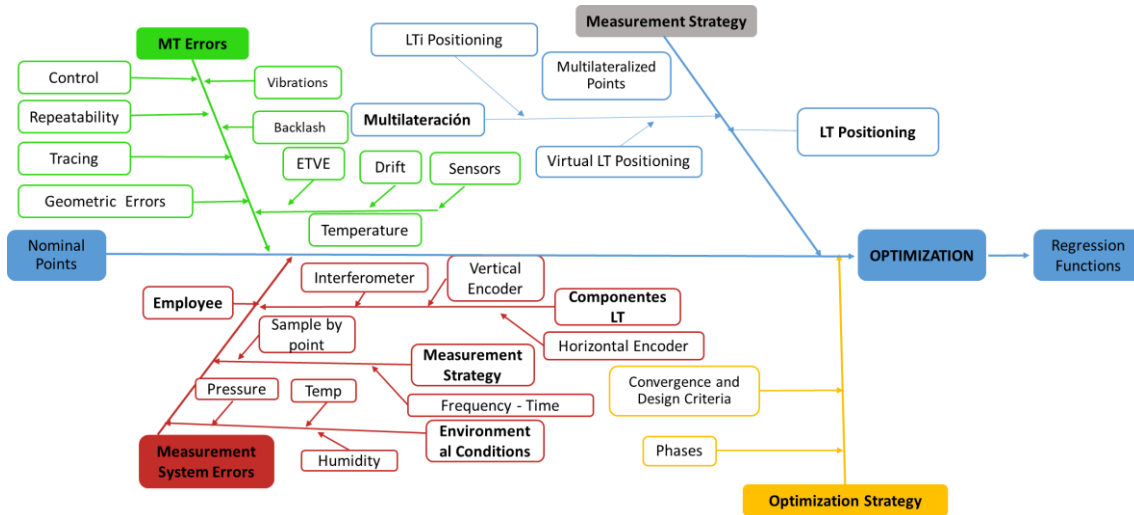 Measurement Strategy
LTi Positioning
MT Errors
Multilateralized
Points
Control
Vibrations
Repeatability
Backlash
Multilateración
LT Positioning
Tracing
ETVE
Drift
Sensors
Virtual LT Positioning
Geometric Errors
Temperature
Nominal
Points
OPTIMIZATION
Regression
Functions
Interferometer
Vertical
Encoder
Employee
Componentes
LT
Sample by
point
Horizontal Encoder
Measurement
Strategy
Pressure
Temp
Frequency - Time
Convergence and
Design Criteria
Environment
al Conditions
Measurement
System Errors
Humidity
Phases
Optimization Strategy